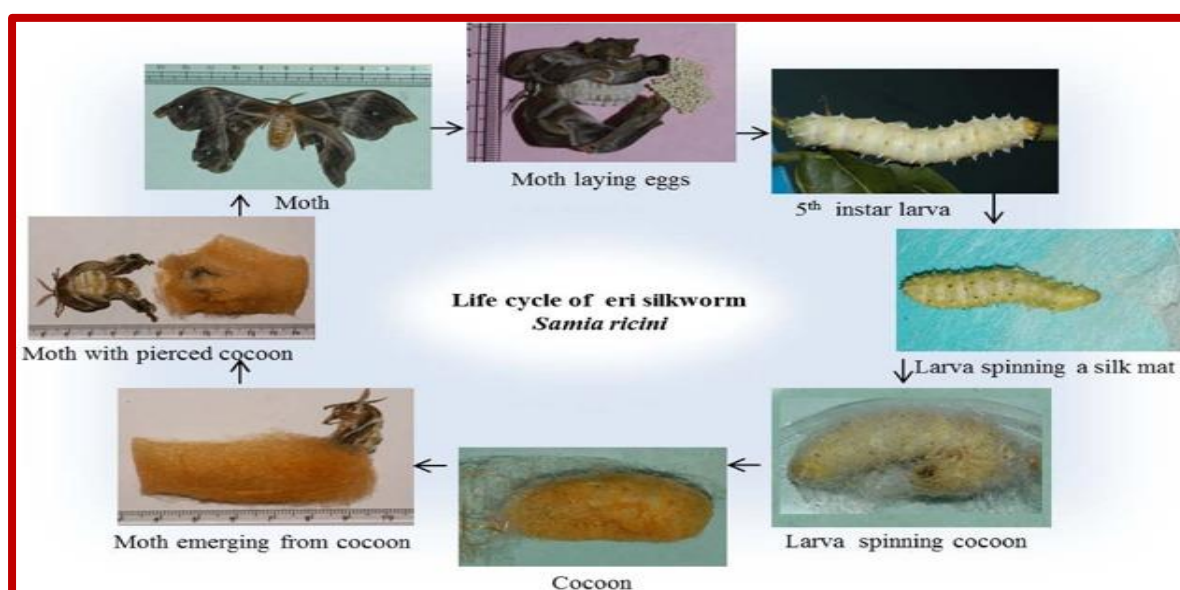 Moth
Moth laying eggs
5th instar larva
Larva spinning a silk mat
Larva spinning cocoon
Cocoon
Moth emerging from cocoon
Moth with pierced cocoon
Life cycle of eri silkworm
Samia ricini